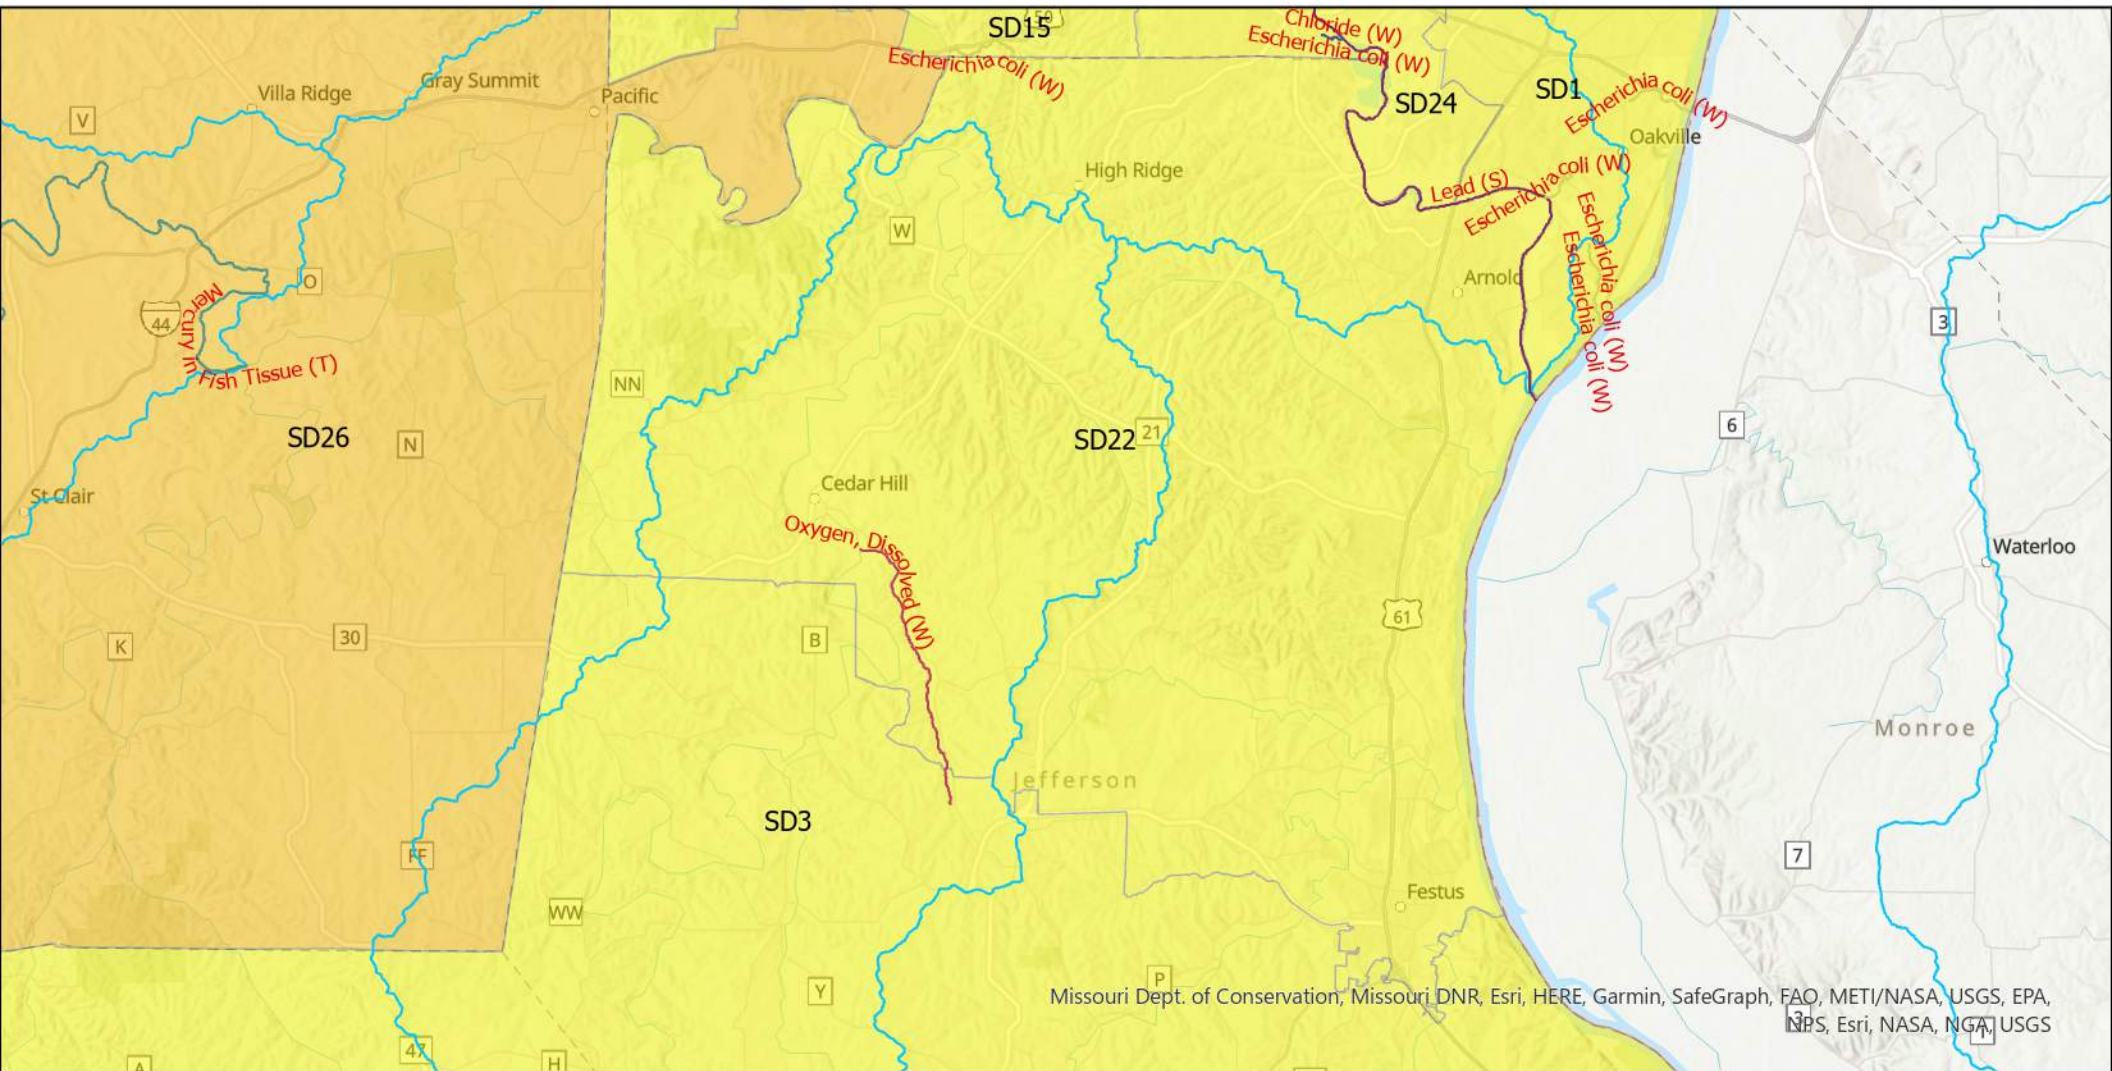 SD15
50
Chloride (W)
Escherichia coli (W)
Escherichia coli (W)
Gray Summit
Villa Ridge
Pacific
V
SD24
SD1
Escherichia coli (W)
Oakville
High Ridge
Lead (S)
Escherichia coli (W)
Escherichia coli (W)
Escherichia coli (W)
W
O
Arnold
44
Mercury in Fish Tissue (T)
3
NN
SD26
N
SD22
21
6
St Clair
Cedar Hill
Oxygen, Dissolved (W)
Waterloo
61
30
K
B
Monroe
Jefferson
SD3
FF
7
Festus
WW
Y
P
Missouri Dept. of Conservation, Missouri DNR, Esri, HERE, Garmin, SafeGraph, FAO, METI/NASA, USGS, EPA,
NPS, Esri, NASA, NGA, USGS
3
47
H
A